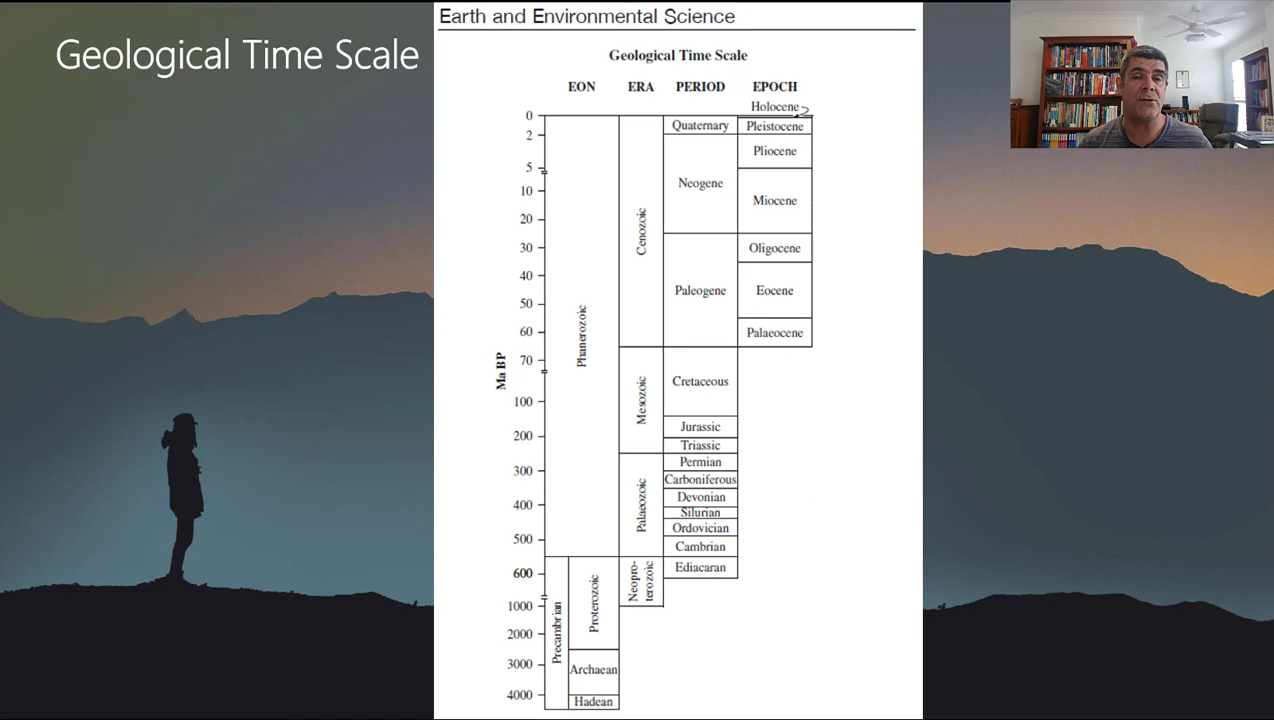 Geological Time Scale
Earth and Environmental Science
Geological Time Scale
EON ERA PERIOD EPOCH
Holocene
0
Quaternary Pleistocene
2
Pliocene
5
Neogene
10
Miocene
20
Cenozoic
30 Oligocene
40
Paleogene Eocene
50
Phanerozoic
60 Palaeocene
Ma BP
70
Cretaceous
Mesozoic
100
Jurassic
200
Triassic
Permian
300
Carboniferous
Palaeozoic
Devonian
400
Silurian
Ordovician
500
Cambrian
Ediacaran
600
Neopro-
terozoic
Proterozoic
1000
Precambrian
2000
3000 Archaean
4000
Hadean